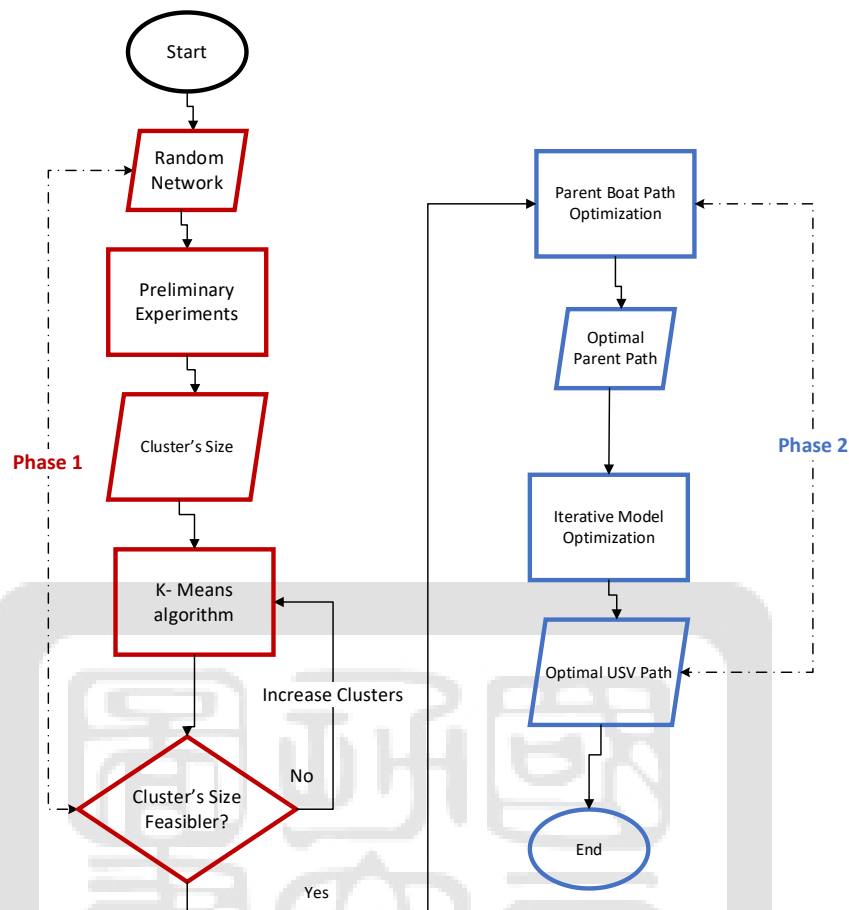 Start
Random
Network
Preliminary
Experiments
Cluster’s Size
Phase 1
K- Means
algorithm
Increase Clusters
No
Cluster’s Size
Feasibler?
Yes
Parent Boat Path
Optimization
Optimal
Parent Path
Phase 2
Iterative Model
Optimization
Optimal USV Path
End